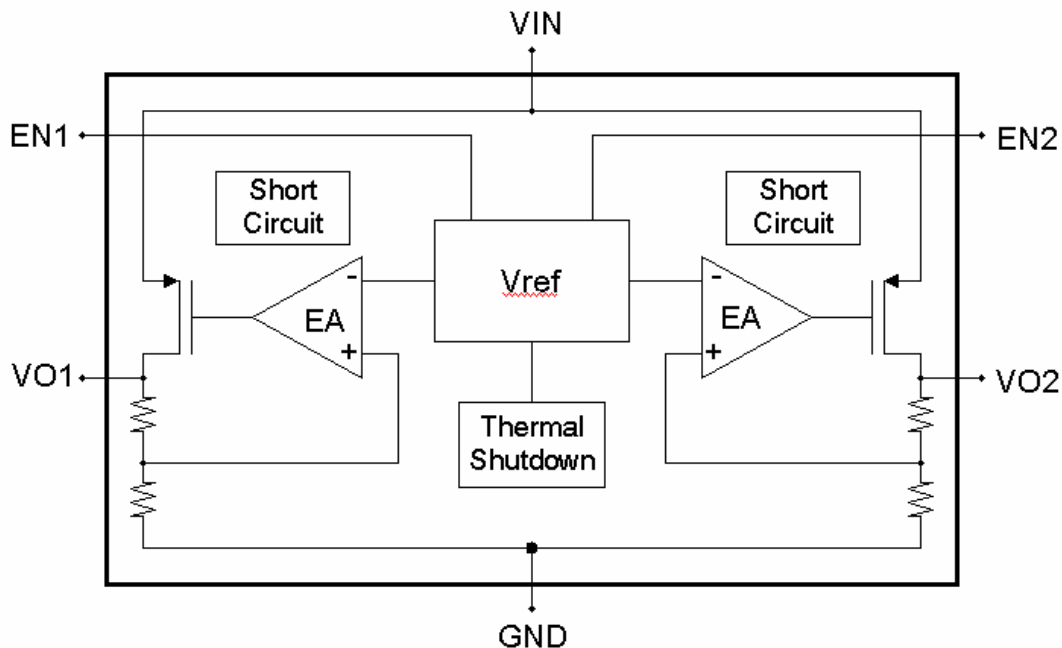 VIN
EN1
EN2
Short
Circuit
Short
Circuit
-
Vref
-
EA
EA
+
+
VO1
VO2
Thermal
Shutdown
GND